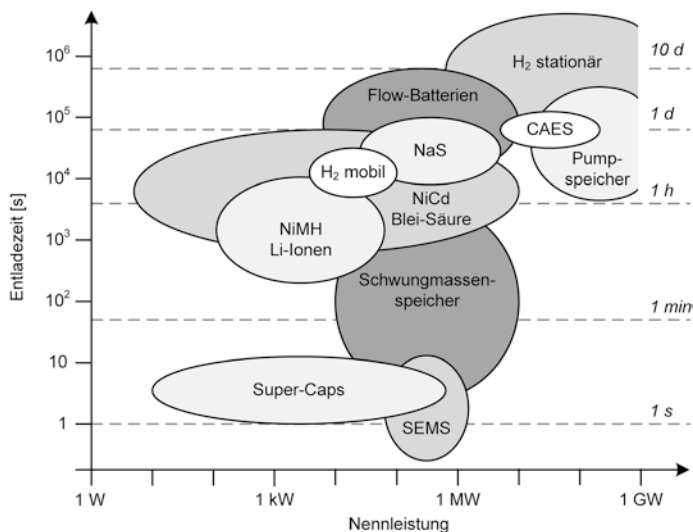 Entladezeit [s]
10⁶
10⁵
10⁴
10³
10²
10
1
10 d
1 d
1 h
1 min
1 s
H₂ stationär
Flow-Batterien
CAES
NaS
Pump-
speicher
H₂ mobil
NiCd
Blei-Säure
NiMH
Li-Ionen
Schwungmassen-
speicher
Super-Caps
SEMS
1 W
1 kW
1 MW
1 GW
Nennleistung